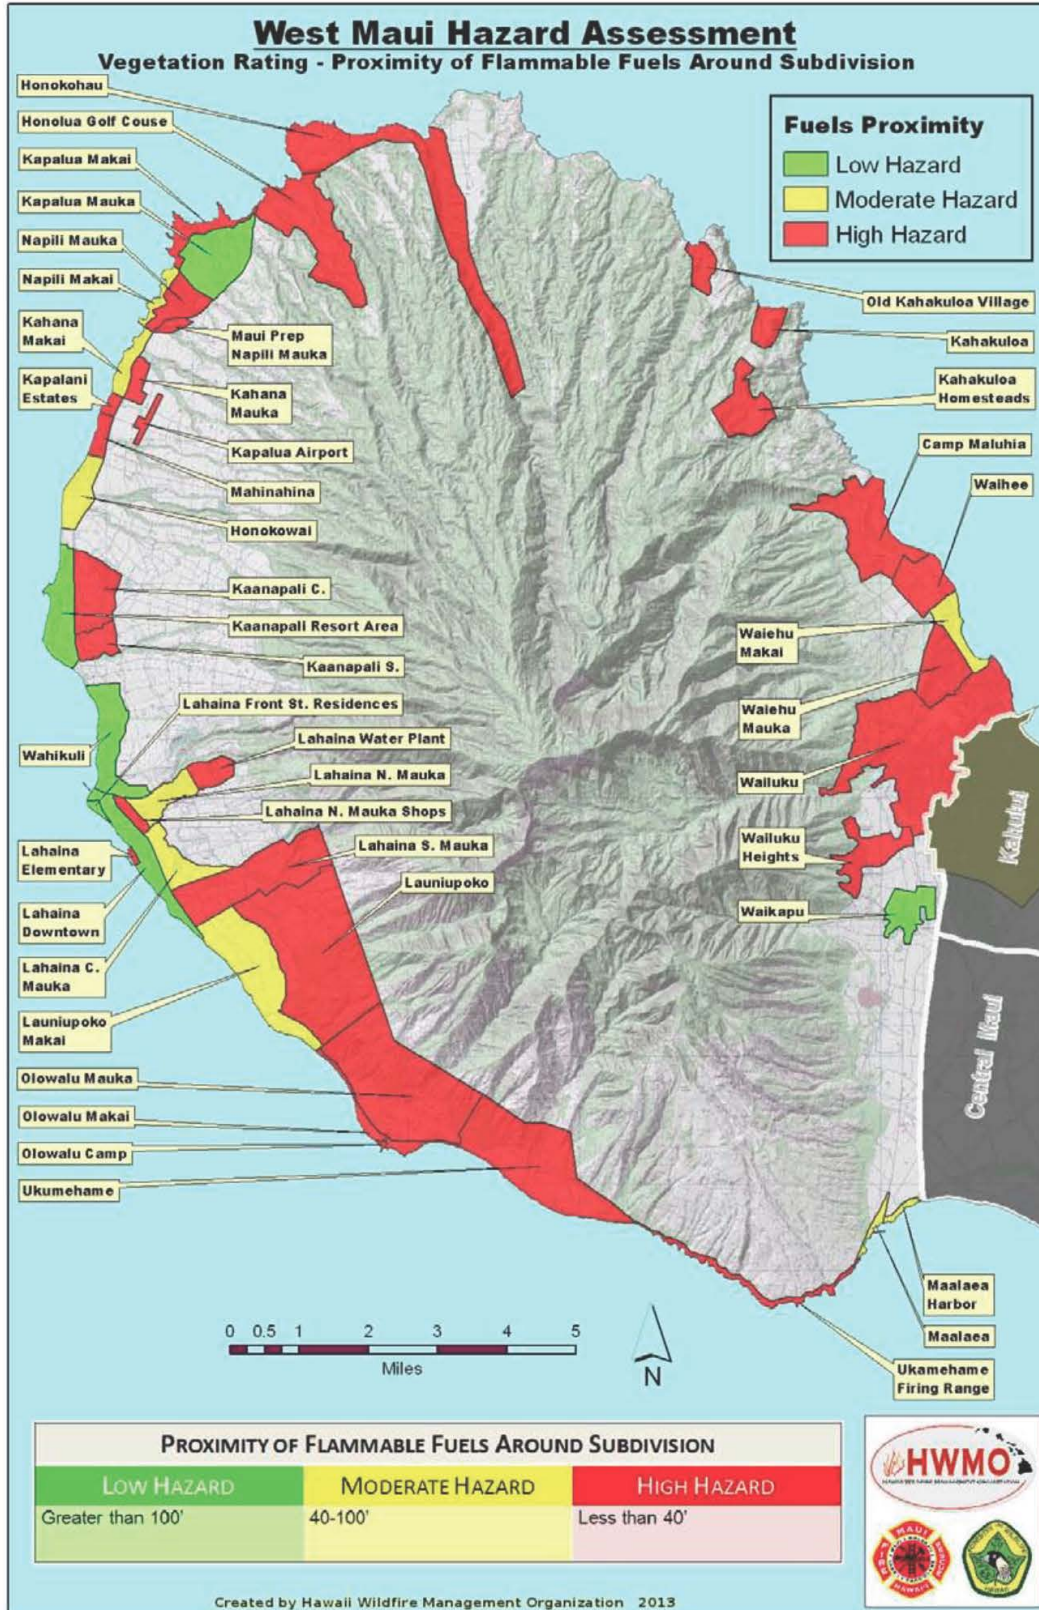 West Maui Hazard Assessment
Vegetation Rating - Proximity of Flammable Fuels Around Subdivision
Honokohau
Honolua Golf Couse
Kapalua Makai
Kapalua Mauka
Napili Mauka
Napili Makai
Kahana
Makai
Kapalani
Estates
Maui Prep
Napili Mauka
Kahana
Mauka
Kapalua Airport
Mahinahina
Honokowai
Kaanapali C.
Kaanapali Resort Area
Kaanapali S.
Lahaina Front St. Residences
Wahikuli
Lahaina Water Plant
Lahaina N. Mauka
Lahaina N. Mauka Shops
Lahaina S. Mauka
Launiupoko
Lahaina
Elementary
Lahaina
Downtown
Lahaina C.
Mauka
Launiupoko
Makai
Olowalu Mauka
Olowalu Makai
Olowalu Camp
Ukumehame
Fuels Proximity
Low Hazard
Moderate Hazard
High Hazard
Old Kahakuloa Village
Kahakuloa
Kahakuloa
Homesteads
Camp Maluhia
Waihee
Waiehu
Makai
Waiehu
Mauka
Wailuku
Wailuku
Heights
Waikapu
Kahului
Central Maui
Maalaea
Harbor
Maalaea
Ukamehame
Firing Range
0 0.5 1 2 3 4 5
Miles
N
PROXIMITY OF FLAMMABLE FUELS AROUND SUBDIVISION
LOW HAZARD
MODERATE HAZARD
HIGH HAZARD
Greater than 100'
40-100'
Less than 40'
HWMO
MAUI
FIRE
HAWAII
Created by Hawaii Wildfire Management Organization 2013